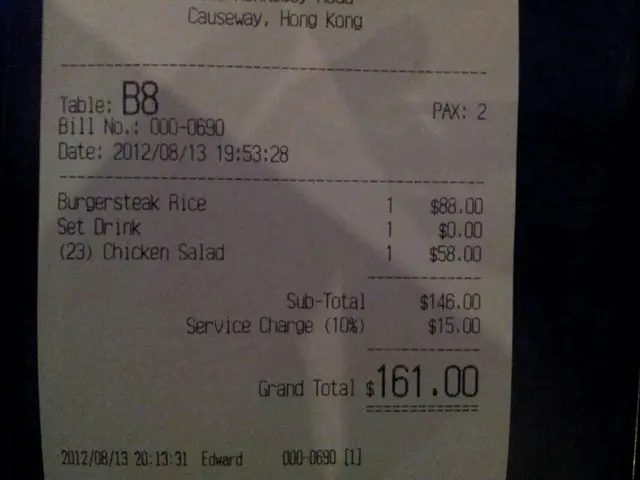 Causeway, Hong Kong
Table: B8 PAX: 2
Bill No.: 000-0690
Date: 2012/08/13 19:53:28
Burgersteak Rice 1 $88.00
Set Drink 1 $0.00
(23) Chicken Salad 1 $58.00
Sub-Total $146.00
Service Charge (10%) $15.00
Grand Total $161.00
2012/08/13 20:13:31 Edward 000-0690 [1]